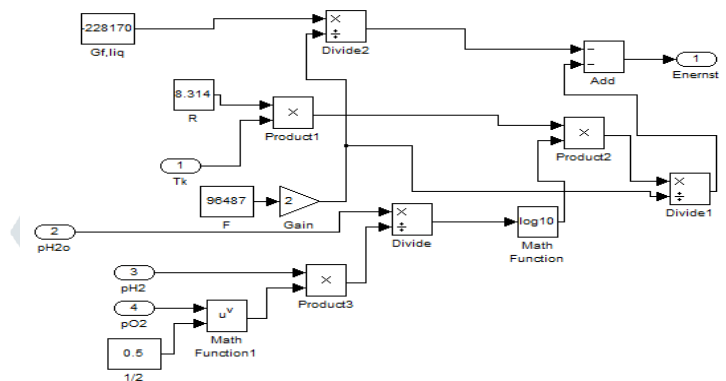 -228170
Gf,liq
×
÷
Divide2
−
−
Add
1
Enernst
8.314
R
×
Product1
×
Product2
1
Tk
×
÷
Divide1
96487
F
2
Gain
2
pH2o
×
÷
Divide
log10
Math
Function
3
pH2
×
Product3
4
pO2
u^v
Math
Function1
0.5
1/2